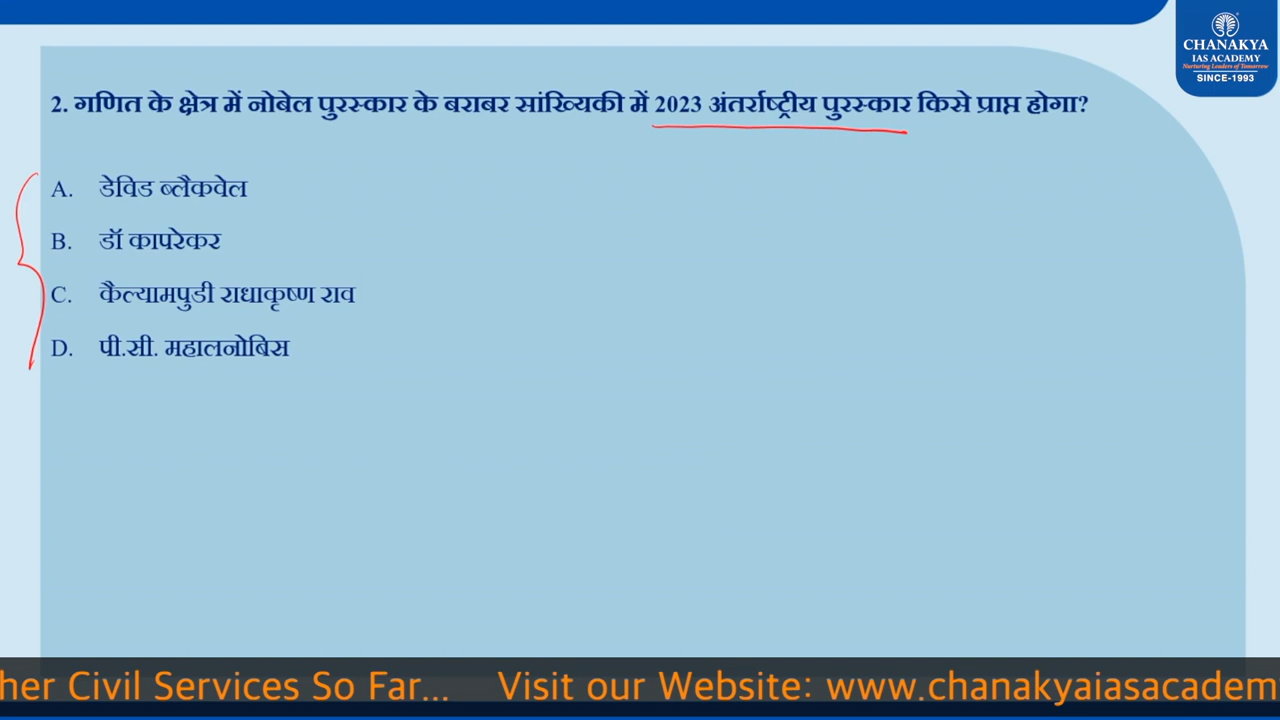 CHANAKYA
IAS ACADEMY
Nurturing Leaders of Tomorrow
SINCE-1993
2. गणित के क्षेत्र में नोबेल पुरस्कार के बराबर सांख्यिकी में 2023 अंतर्राष्ट्रीय पुरस्कार किसे प्राप्त होगा?
A. डेविड ब्लैकवेल
B. डॉ कापरेकर
C. कैल्यामपुडी राधाकृष्ण राव
D. पी.सी. महालनोबिस
her Civil Services So Far... Visit our Website: www.chanakyaiasacadem